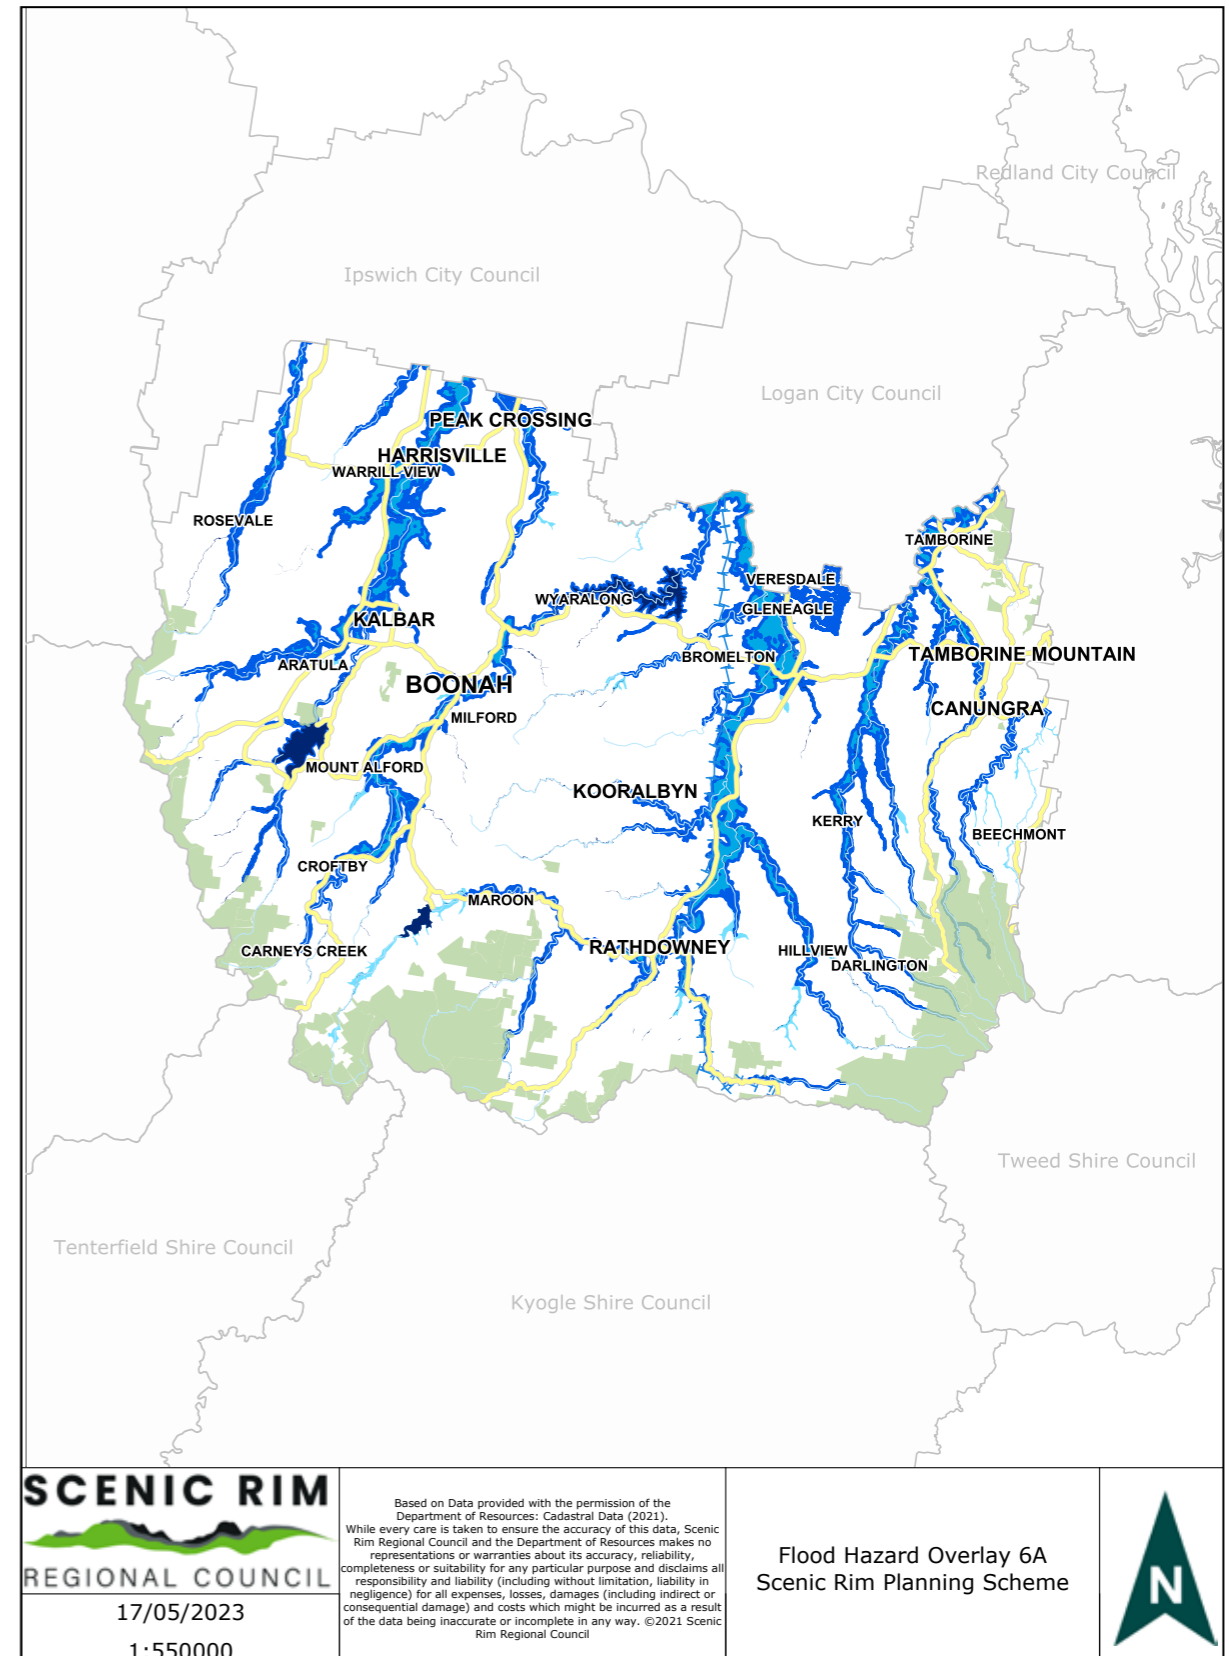 Redland City Council
Ipswich City Council
Logan City Council
PEAK CROSSING
HARRISVILLE
WARRILL VIEW
ROSEVALE
TAMBORINE
VERESDALE
WYARALONG
GLENEAGLE
KALBAR
TAMBORINE MOUNTAIN
BROMELTON
ARATULA
BOONAH
CANUNGRA
MILFORD
MOUNT ALFORD
KOORALBYN
KERRY
BEECHMONT
CROFTBY
MAROON
RATHDOWNEY
CARNEYS CREEK
HILLVIEW
DARLINGTON
Tweed Shire Council
Tenterfield Shire Council
Kyogle Shire Council
SCENIC RIM
REGIONAL COUNCIL
17/05/2023
1:550000
Based on Data provided with the permission of the
Department of Resources: Cadastral Data (2021).
While every care is taken to ensure the accuracy of this data, Scenic
Rim Regional Council and the Department of Resources makes no
representations or warranties about its accuracy, reliability,
completeness or suitability for any particular purpose and disclaims all
responsibility and liability (including without limitation, liability in
negligence) for all expenses, losses, damages (including indirect or
consequential damage) and costs which might be incurred as a result
of the data being inaccurate or incomplete in any way. ©2021 Scenic
Rim Regional Council
Flood Hazard Overlay 6A
Scenic Rim Planning Scheme
N